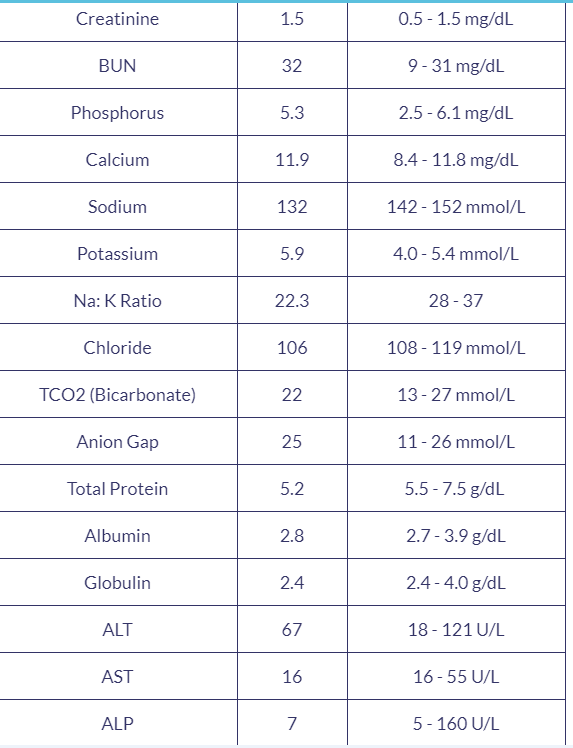 Creatinine 1.5 0.5 - 1.5 mg/dL
BUN 32 9 - 31 mg/dL
Phosphorus 5.3 2.5 - 6.1 mg/dL
Calcium 11.9 8.4 - 11.8 mg/dL
Sodium 132 142 - 152 mmol/L
Potassium 5.9 4.0 - 5.4 mmol/L
Na: K Ratio 22.3 28 - 37
Chloride 106 108 - 119 mmol/L
TCO2 (Bicarbonate) 22 13 - 27 mmol/L
Anion Gap 25 11 - 26 mmol/L
Total Protein 5.2 5.5 - 7.5 g/dL
Albumin 2.8 2.7 - 3.9 g/dL
Globulin 2.4 2.4 - 4.0 g/dL
ALT 67 18 - 121 U/L
AST 16 16 - 55 U/L
ALP 7 5 - 160 U/L